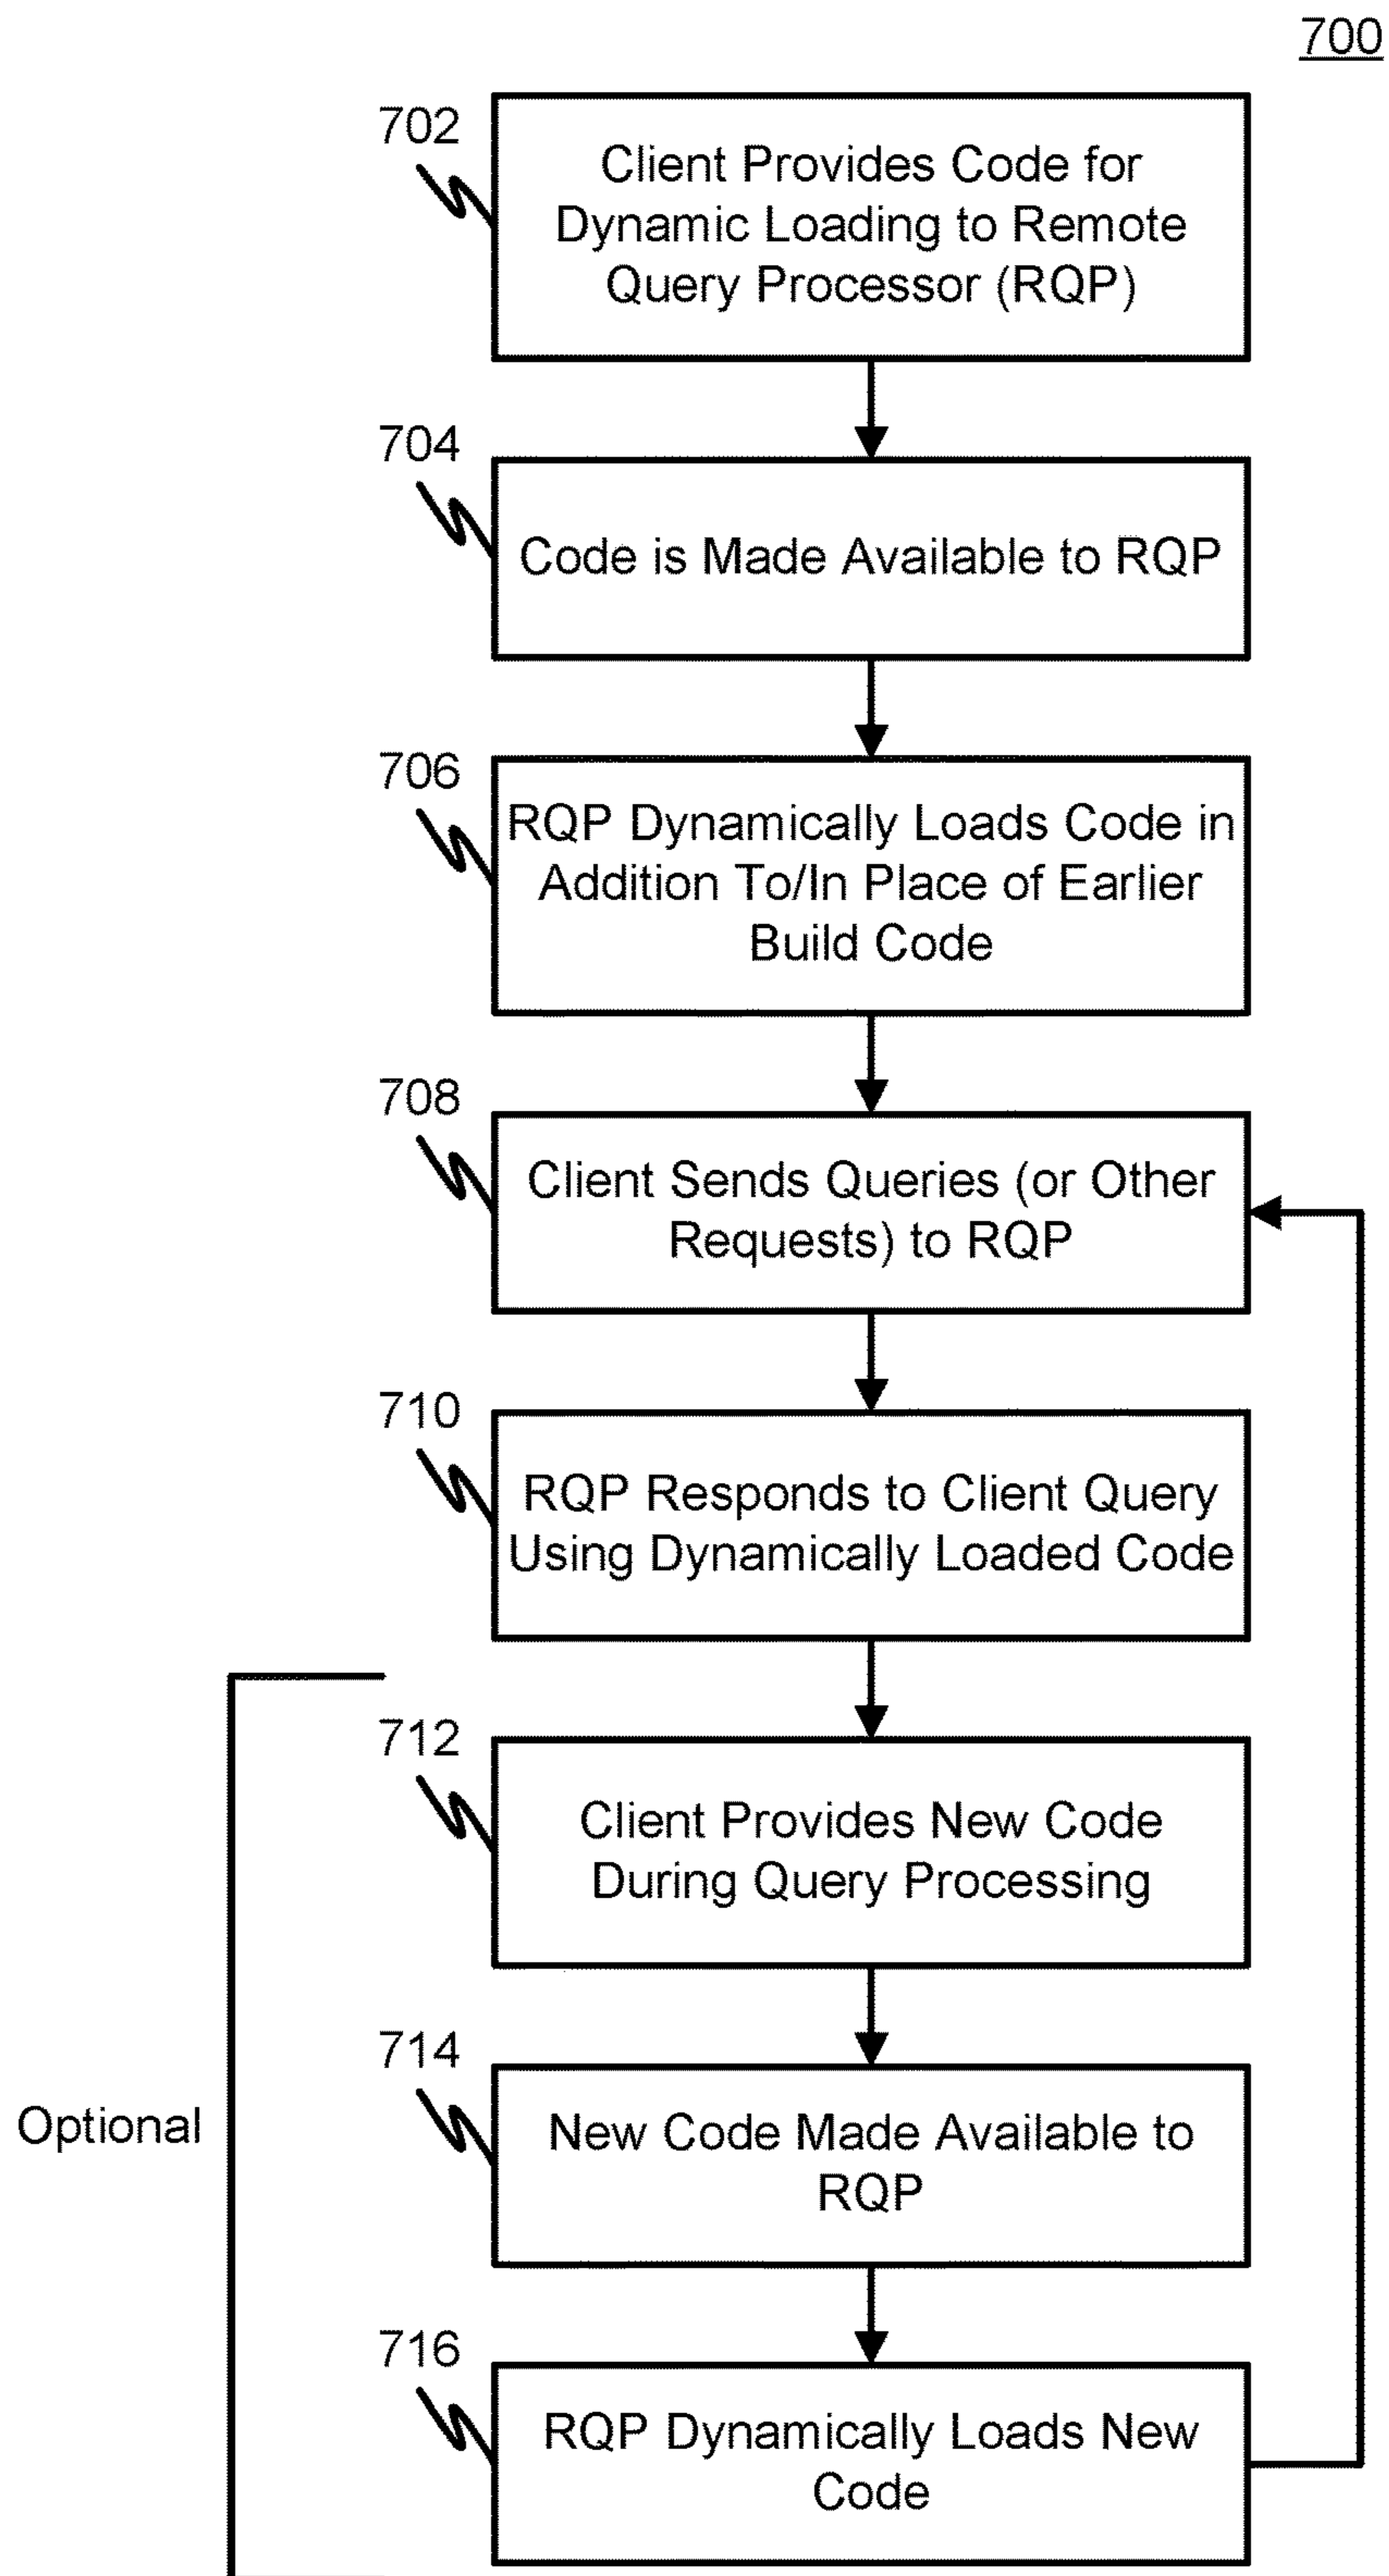 700
702
Client Provides Code for
Dynamic Loading to Remote
Query Processor (RQP)
704
Code is Made Available to RQP
706
RQP Dynamically Loads Code in
Addition To/In Place of Earlier
Build Code
708
Client Sends Queries (or Other
Requests) to RQP
710
RQP Responds to Client Query
Using Dynamically Loaded Code
712
Client Provides New Code
During Query Processing
714
New Code Made Available to
RQP
Optional
716
RQP Dynamically Loads New
Code